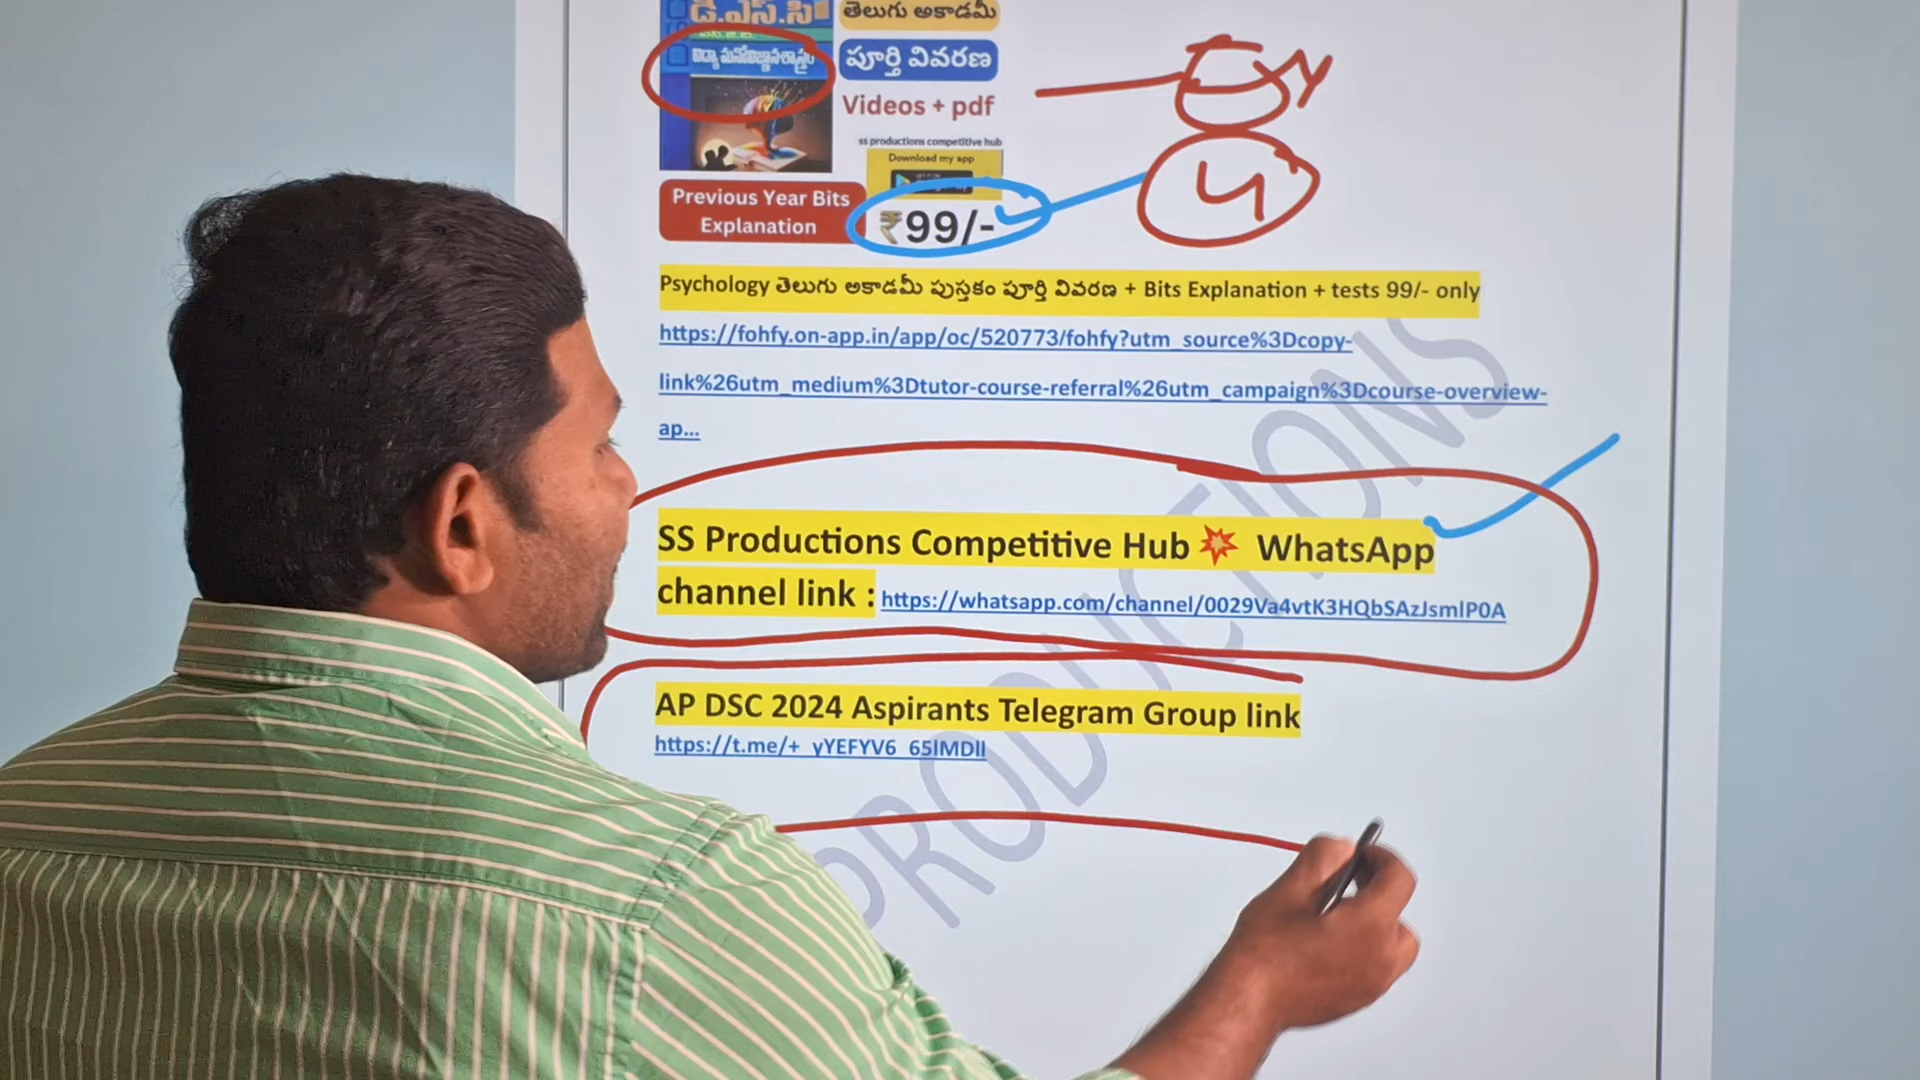 డి.ఎస్.సి
తెలుగు అకాడమీ
విద్యా మనోవిజ్ఞానశాస్త్రం
పూర్తి వివరణ
Videos + pdf
ss productions competitive hub
Download my app
Previous Year Bits
Explanation
₹99/-
4
Psychology తెలుగు అకాడమీ పుస్తకం పూర్తి వివరణ + Bits Explanation + tests 99/- only
https://fohfy.on-app.in/app/oc/520773/fohfy?utm_source%3Dcopy-
link%26utm_medium%3Dtutor-course-referral%26utm_campaign%3Dcourse-overview-
ap...
SS Productions Competitive Hub💥 WhatsApp
channel link : https://whatsapp.com/channel/0029Va4vtK3HQbSAzJsmlP0A
AP DSC 2024 Aspirants Telegram Group link
https://t.me/+_yYEFYV6_65lMDll
PRODUCTIONS